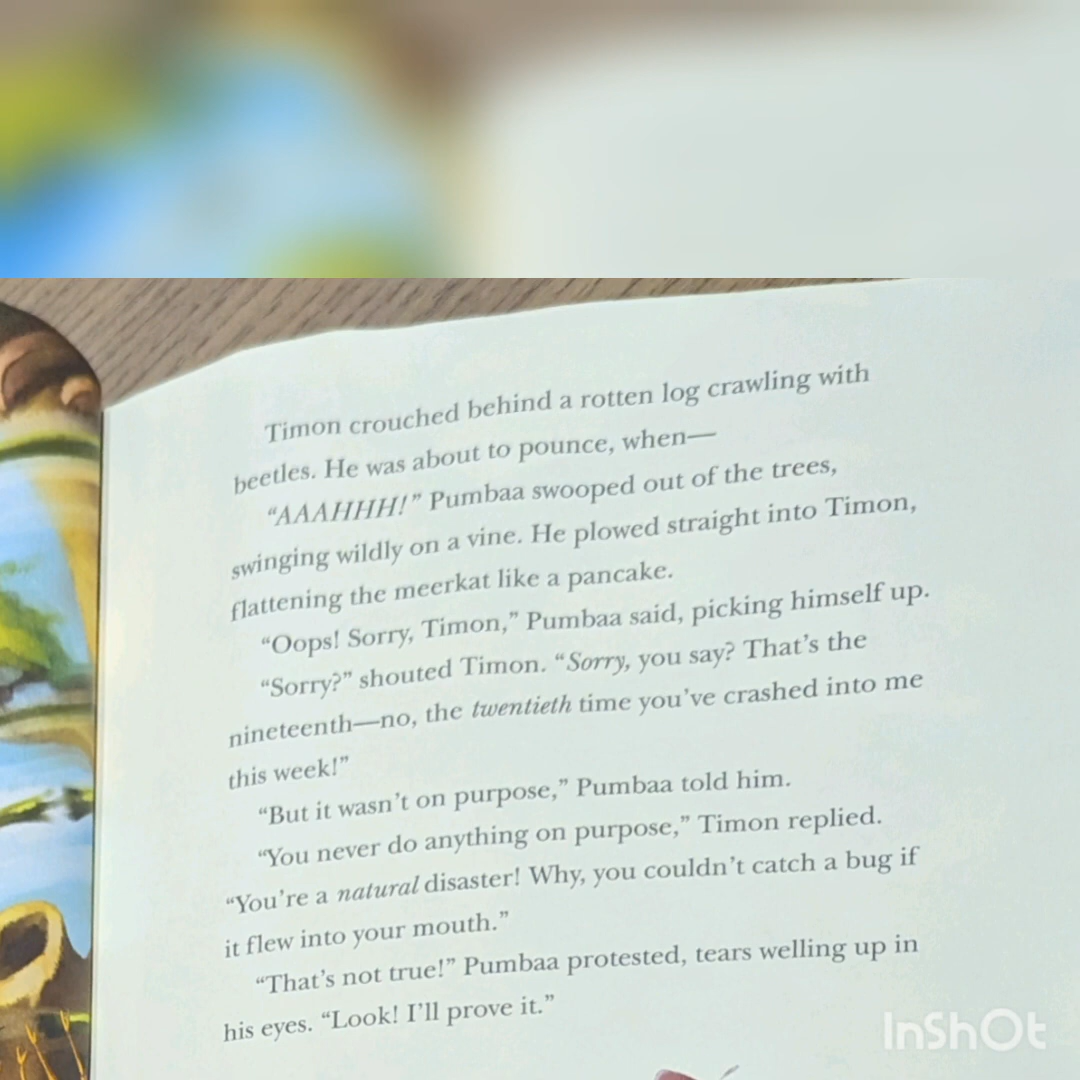 Timon crouched behind a rotten log crawling with
beetles. He was about to pounce, when—
“AAAHHH!” Pumbaa swooped out of the trees,
swinging wildly on a vine. He plowed straight into Timon,
flattening the meerkat like a pancake.
“Oops! Sorry, Timon,” Pumbaa said, picking himself up.
“Sorry?” shouted Timon. “Sorry, you say? That’s the
nineteenth—no, the twentieth time you’ve crashed into me
this week!”
“But it wasn’t on purpose,” Pumbaa told him.
“You never do anything on purpose,” Timon replied.
“You’re a natural disaster! Why, you couldn’t catch a bug if
it flew into your mouth.”
“That’s not true!” Pumbaa protested, tears welling up in
his eyes. “Look! I’ll prove it.”
InShOt